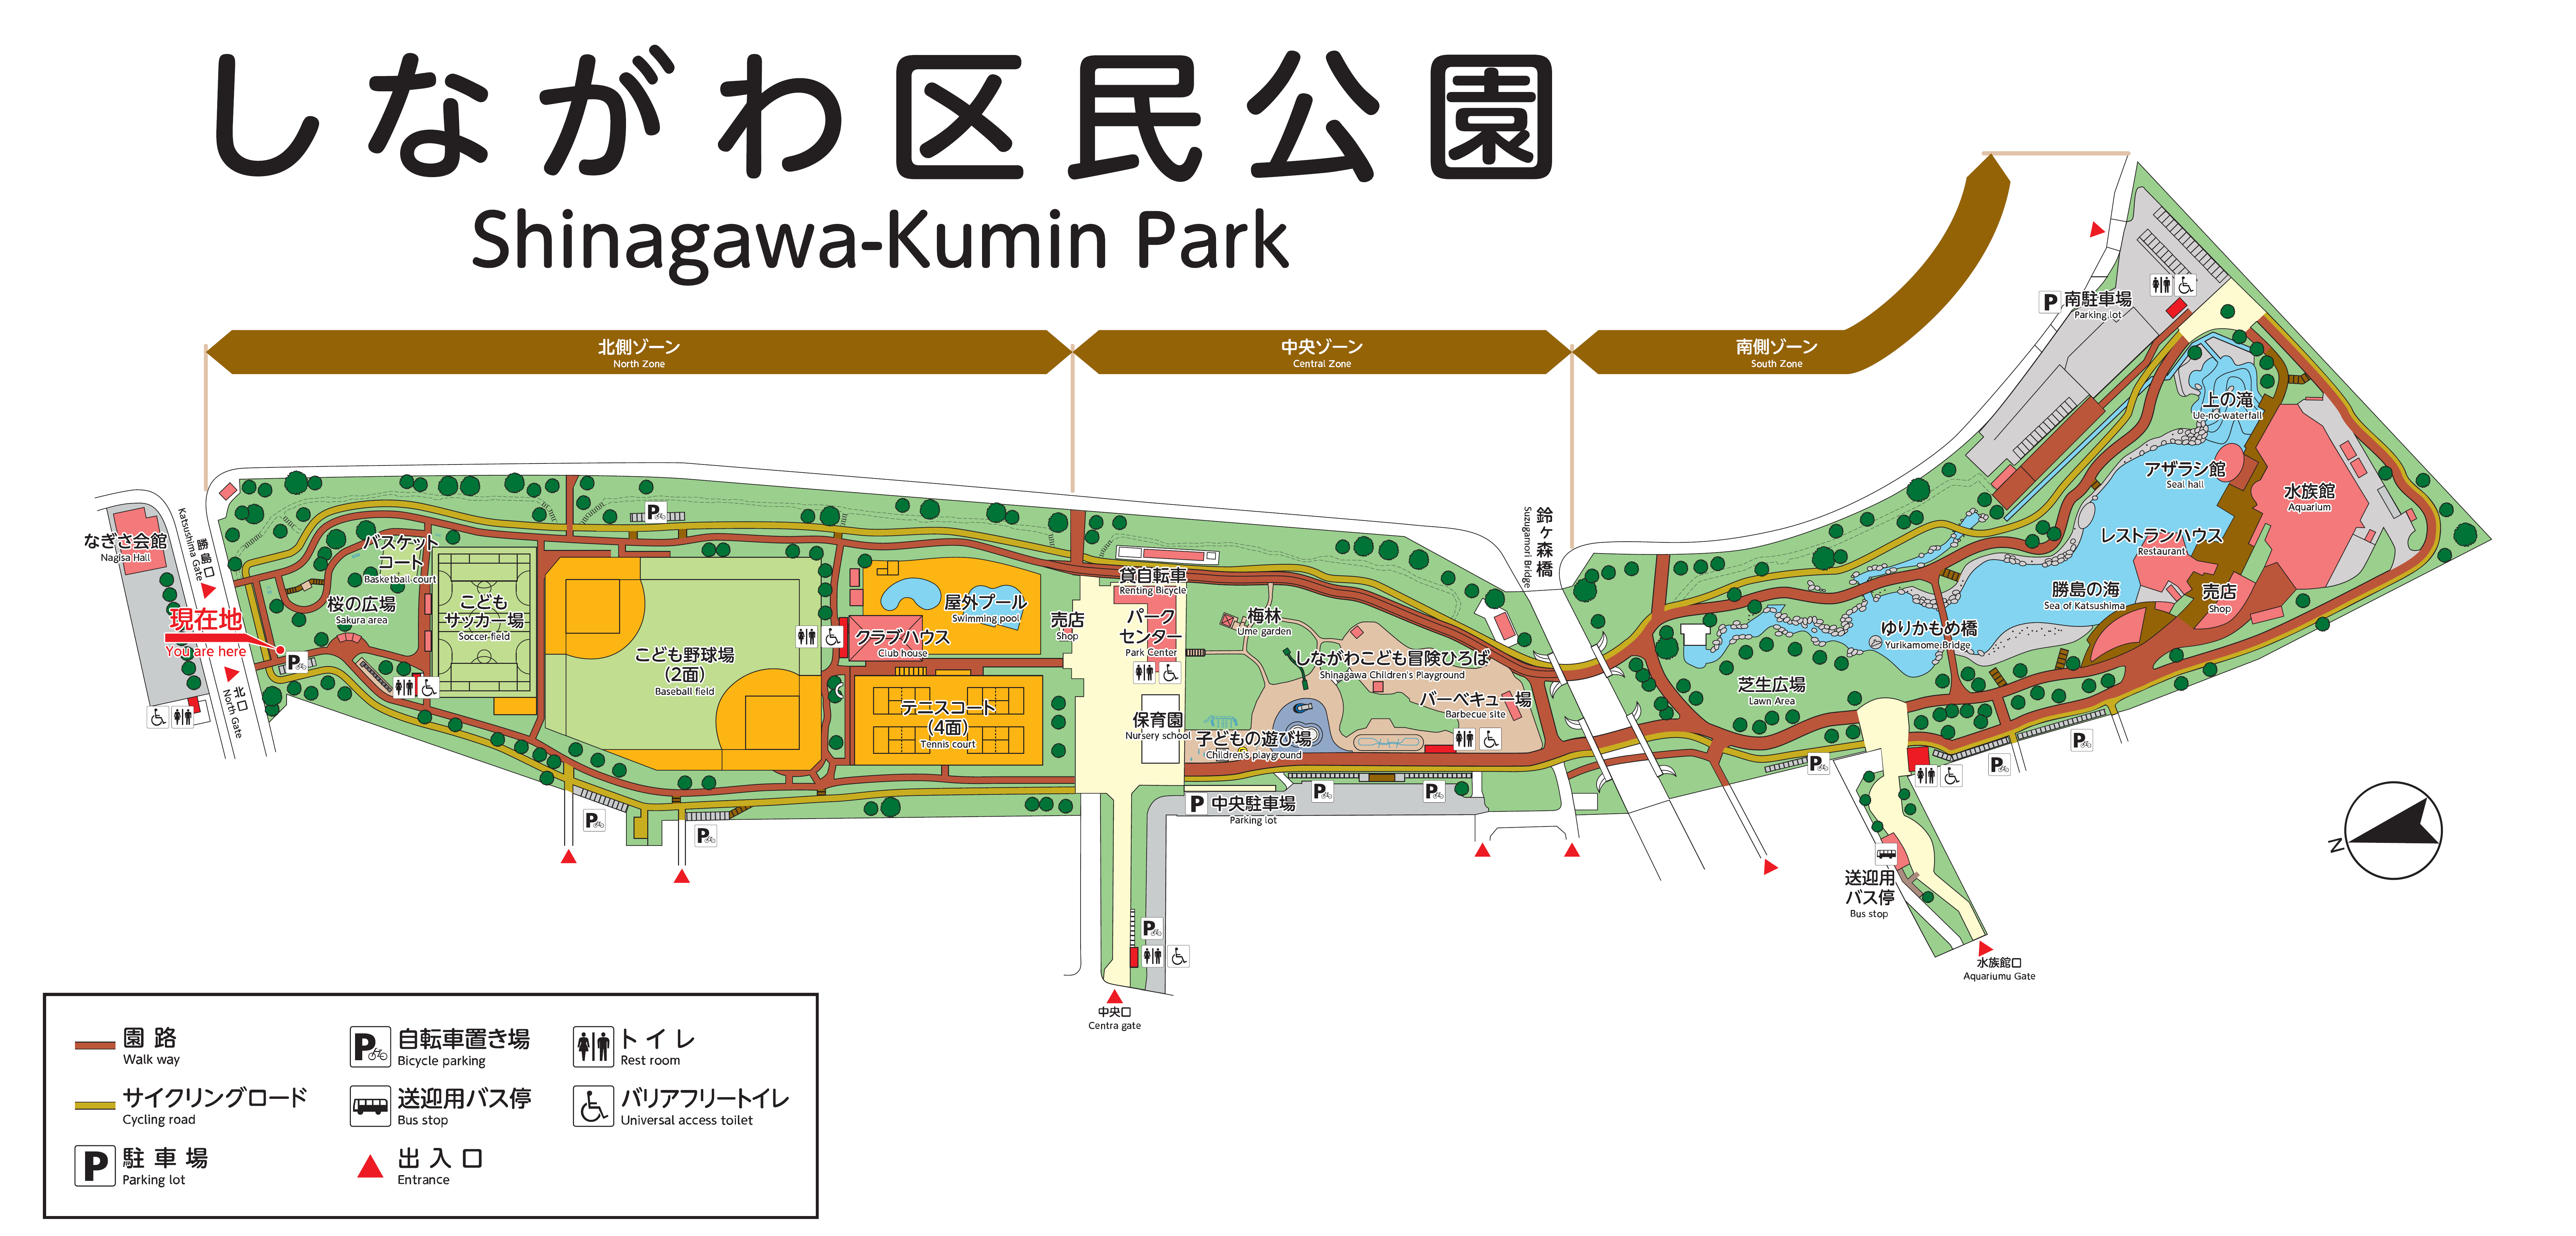 しながわ区民公園
Shinagawa-Kumin Park
北側ゾーン
North Zone
中央ゾーン
Central Zone
南側ゾーン
South Zone
なぎさ会館
Nagisa Hall
勝島口
Katsushima Gate
現在地
You are here
北口
North Gate
P
バスケット
コート
Basketball court
桜の広場
Sakura area
こども
サッカー場
Soccer field
P
こども野球場
(2面)
Baseball field
P
P
屋外プール
Swimming pool
クラブハウス
Club house
テニスコート
(4面)
Tennis court
売店
Shop
貸自転車
Renting Bicycle
パーク
センター
Park Center
保育園
Nursery school
梅林
Ume garden
しながわこども冒険ひろば
Shinagawa Children's Playground
バーベキュー場
Barbecue site
子どもの遊び場
Children's playground
P 中央駐車場
Parking lot
P
P
P
中央口
Centra gate
鈴ヶ森橋
Suzugamori Bridge
P 南駐車場
Parking lot
上の滝
Ue-no-waterfall
アザラシ館
Seal hall
水族館
Aquarium
レストランハウス
Restaurant
勝島の海
Sea of Katsushima
売店
Shop
ゆりかもめ橋
Yurikamome Bridge
芝生広場
Lawn Area
P
P
P
送迎用
バス停
Bus stop
水族館口
Aquariumu Gate
N
園路
Walk way
サイクリングロード
Cycling road
P
駐車場
Parking lot
P
自転車置き場
Bicycle parking
送迎用バス停
Bus stop
出入口
Entrance
トイレ
Rest room
バリアフリートイレ
Universal access toilet